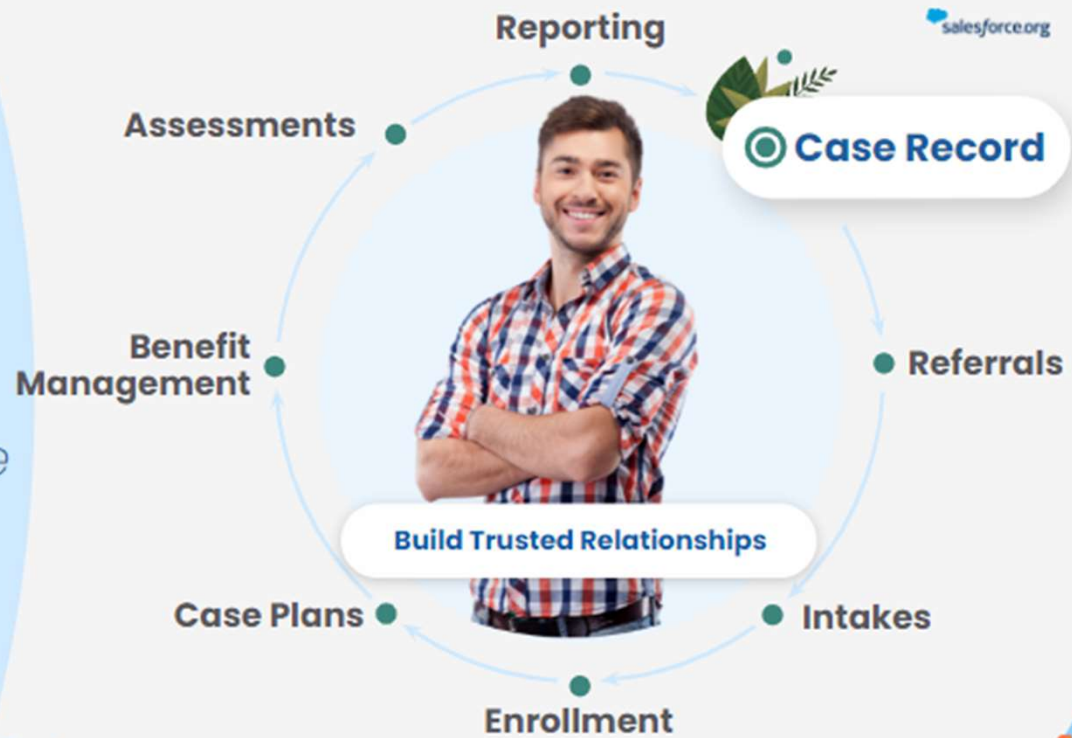 Reporting
salesforce.org
Assessments
Case Record
Benefit
Management
Referrals
e
Build Trusted Relationships
Case Plans
Intakes
Enrollment